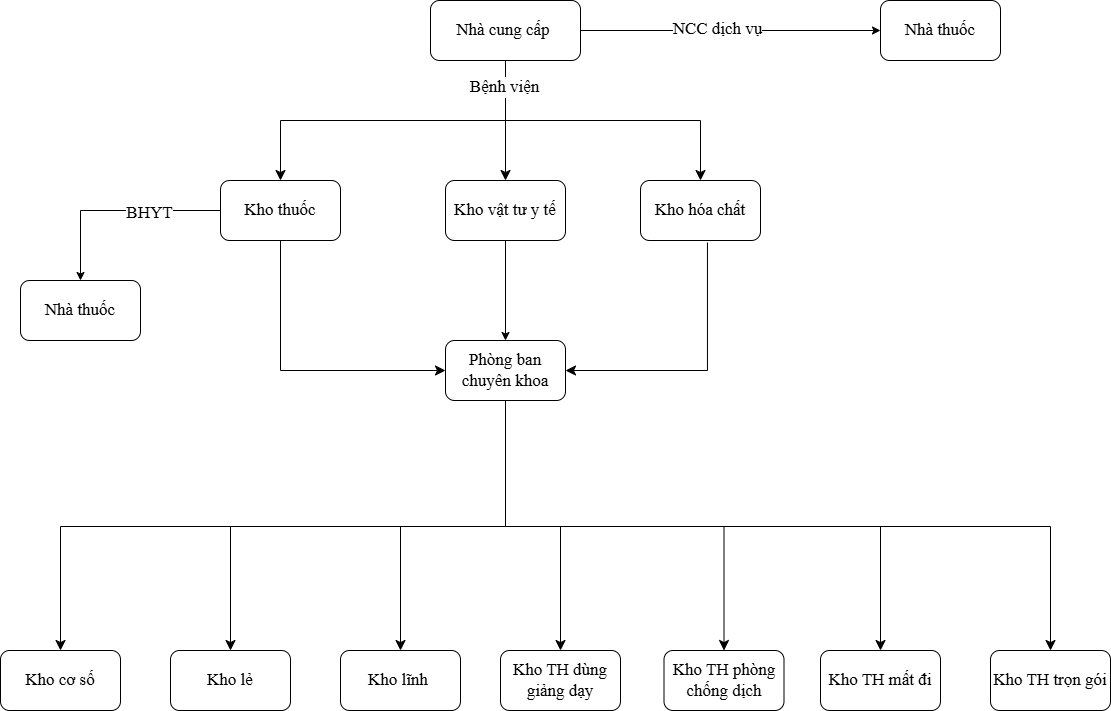 Nhà cung cấp
NCC dịch vụ
Nhà thuốc
Bệnh viện
Kho thuốc
Kho vật tư y tế
Kho hóa chất
BHYT
Nhà thuốc
Phòng ban
chuyên khoa
Kho cơ số
Kho lẻ
Kho lĩnh
Kho TH dùng
giảng dạy
Kho TH phòng
chống dịch
Kho TH mất đi
Kho TH trọn gói